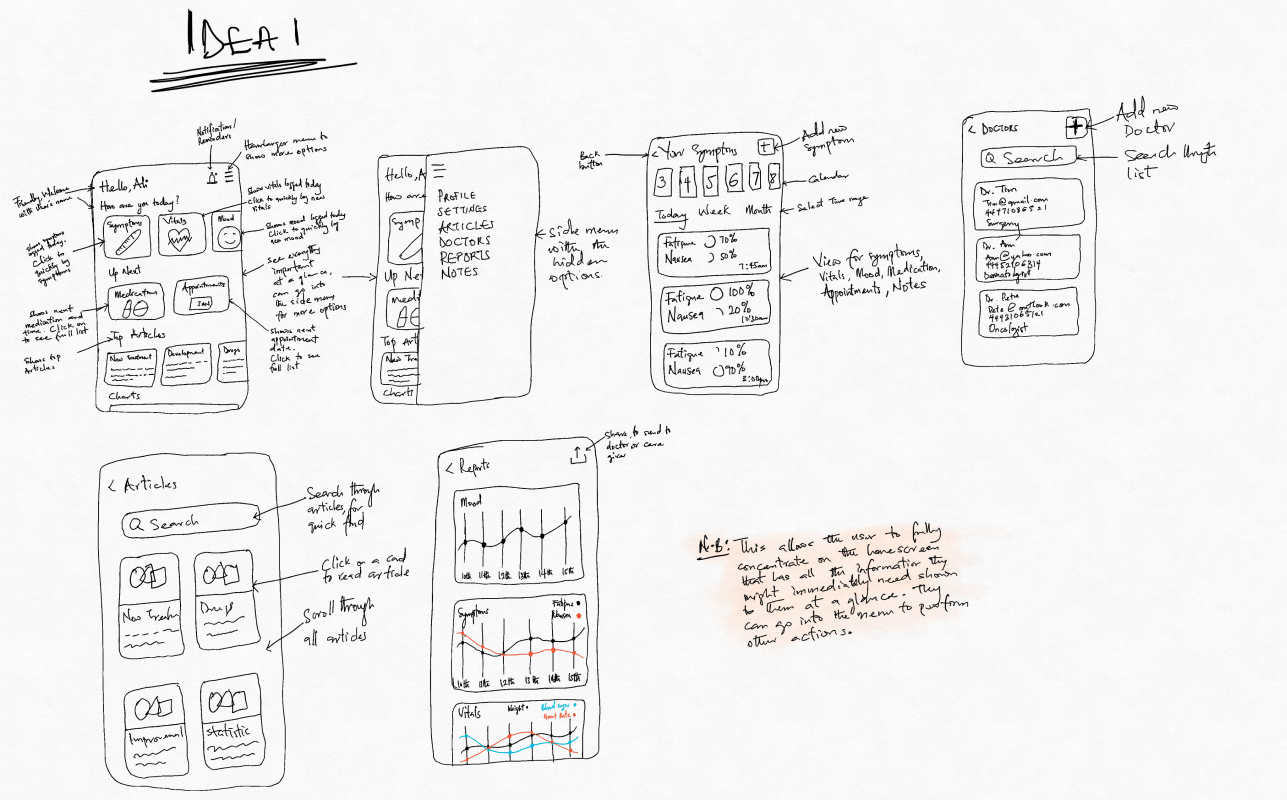 IDEA 1
Notification/
Reminders
Hamburger menu to
show more options
Friendly Welcome
with User's name
Hello, Ali
How are you today?
Symptoms
Vitals
Mood
Shows vitals logged today
click to quickly log new
vitals
Shows mood logged today
Click to quickly log
new mood
Shows symptoms
logged today.
Click to
quickly log
symptoms
Up Next
Medications
Appointments
JAN
See everything
important
at a glance,
can go into
the side menu
for more options
Shows next
medication and
time. Click on
to see full list
Shows next
appointment
date.
Click to see
full list
Top Articles
Shows top
Articles
New Treatment
Development
Drugs
Charts
Hello, A
How are
Symp
Up Nex
Medi
Top Art
New Trea
Charts
PROFILE
SETTINGS
ARTICLES
DOCTORS
REPORTS
NOTES
side menu
with the
hidden
options.
Back
button
< Your Symptoms +
Add new
Symptom
3 4 5 6 7 8
Calendar
Today Week Month
Select Time range
Fatigue 70%
Nausea 50%
7:45am
Fatigue 100%
Nausea 20%
12:30am
Fatigue 10%
Nausea 90%
3:00pm
View for Symptoms,
Vitals, Mood, Medication,
Appointments, Notes
< DOCTORS +
Add new
Doctor
Search
Search through
list
Dr. Tom
Tom@gmail.com
44471086521
Surgery
Dr. Ann
Ann@yahoo.com
44452106314
Dermatologist
Dr. Pete
Pete@outlook.com
Oncologist
< Articles
Search
Search through
articles, for
quick find
New Treatm
Drugs
Click on a card
to read article
Scroll through
all articles
Improvement
Statistic
< Reports
Share, to send to
doctor or care
giver
Mood
10th 11th 12th 13th 14th 15th
Symptoms
Fatigue
Nausea
10th 11th 12th 13th 14th 15th
Vitals
Weight
Blood Sugar
Heart Rate
N.B: This allows the user to fully
concentrate on the homescreen
that has all the information they
might immediately need shown
to them at a glance. They
can go into the menu to perform
other actions.